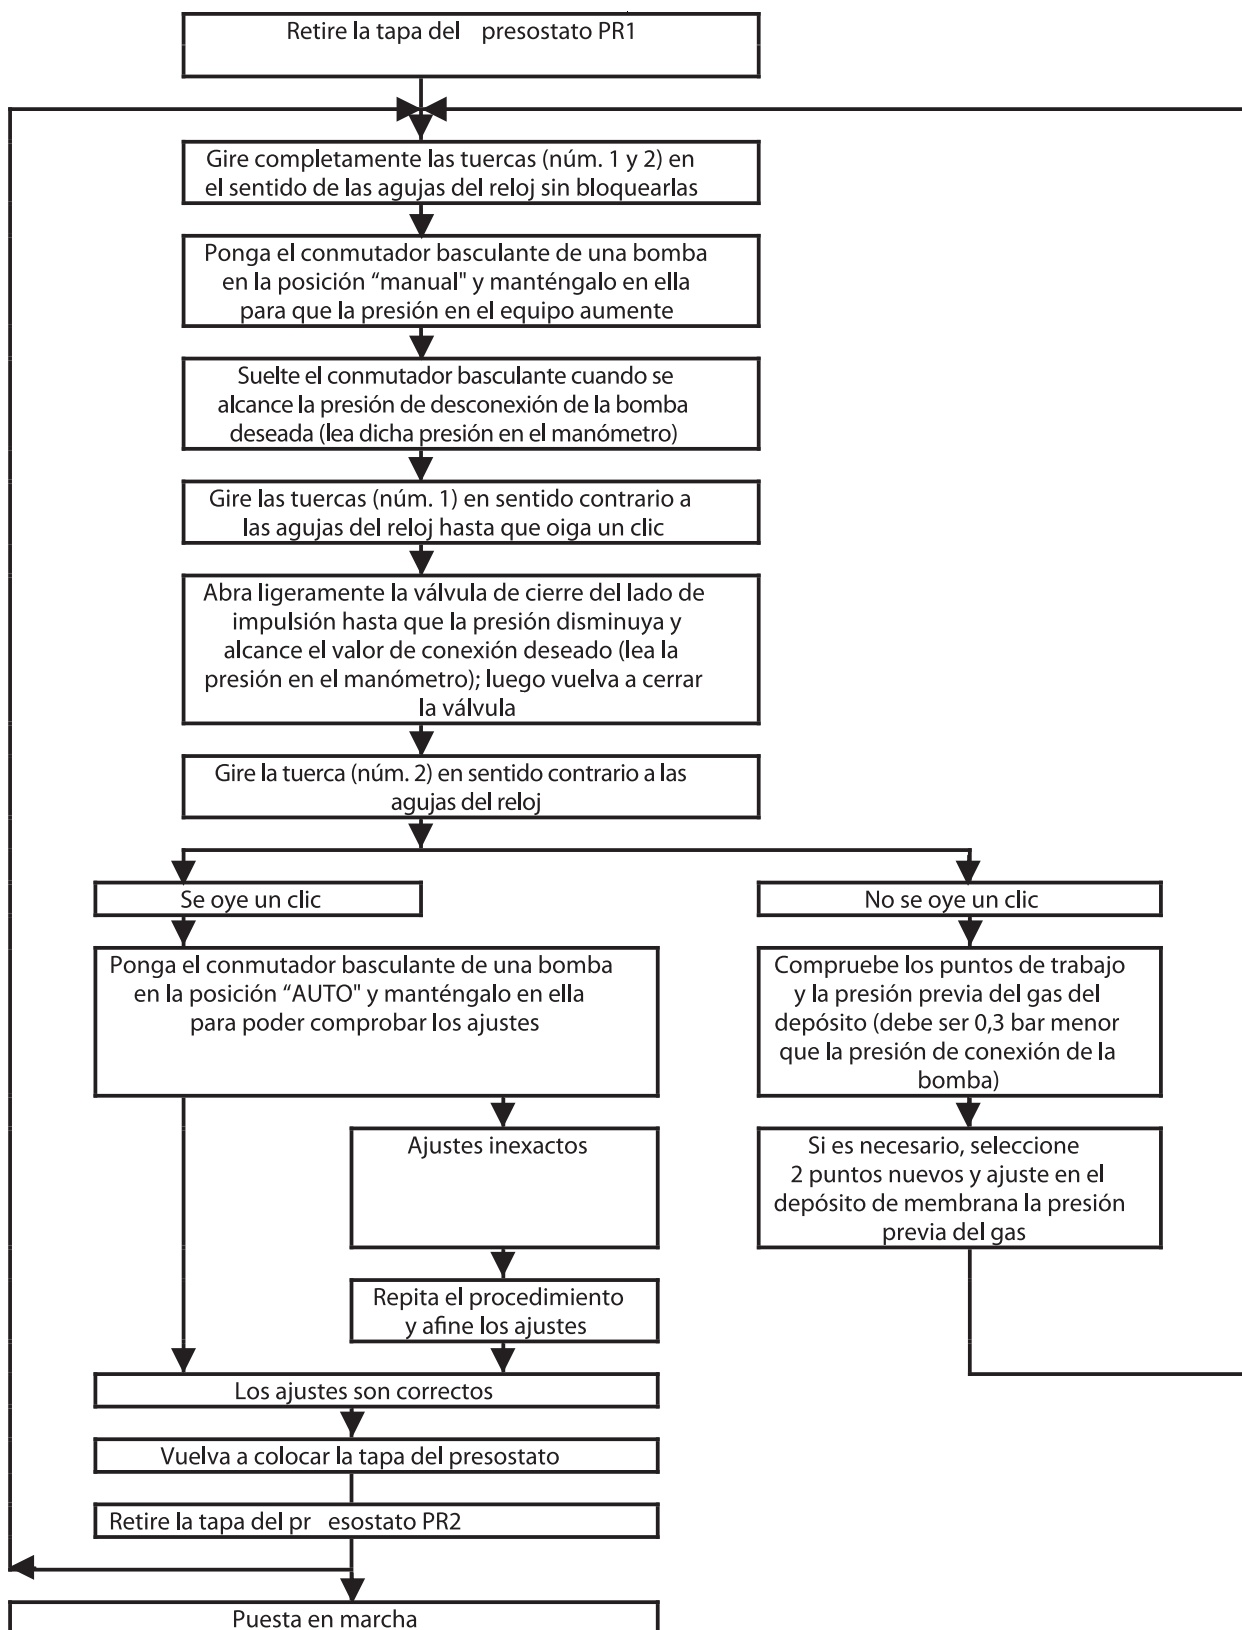 Retire la tapa del presostato PR1
Gire completamente las tuercas (núm. 1 y 2) en
el sentido de las agujas del reloj sin bloquearlas
Ponga el conmutador basculante de una bomba
en la posición “manual" y manténgalo en ella
para que la presión en el equipo aumente
Suelte el conmutador basculante cuando se
alcance la presión de desconexión de la bomba
deseada (lea dicha presión en el manómetro)
Gire las tuercas (núm. 1) en sentido contrario a
las agujas del reloj hasta que oiga un clic
Abra ligeramente la válvula de cierre del lado de
impulsión hasta que la presión disminuya y
alcance el valor de conexión deseado (lea la
presión en el manómetro); luego vuelva a cerrar
la válvula
Gire la tuerca (núm. 2) en sentido contrario a las
agujas del reloj
Se oye un clic
No se oye un clic
Ponga el conmutador basculante de una bomba
en la posición “AUTO" y manténgalo en ella
para poder comprobar los ajustes
Compruebe los puntos de trabajo
y la presión previa del gas del
depósito (debe ser 0,3 bar menor
que la presión de conexión de la
bomba)
Ajustes inexactos
Si es necesario, seleccione
2 puntos nuevos y ajuste en el
depósito de membrana la presión
previa del gas
Repita el procedimiento
y afine los ajustes
Los ajustes son correctos
Vuelva a colocar la tapa del presostato
Retire la tapa del pr esostato PR2
Puesta en marcha